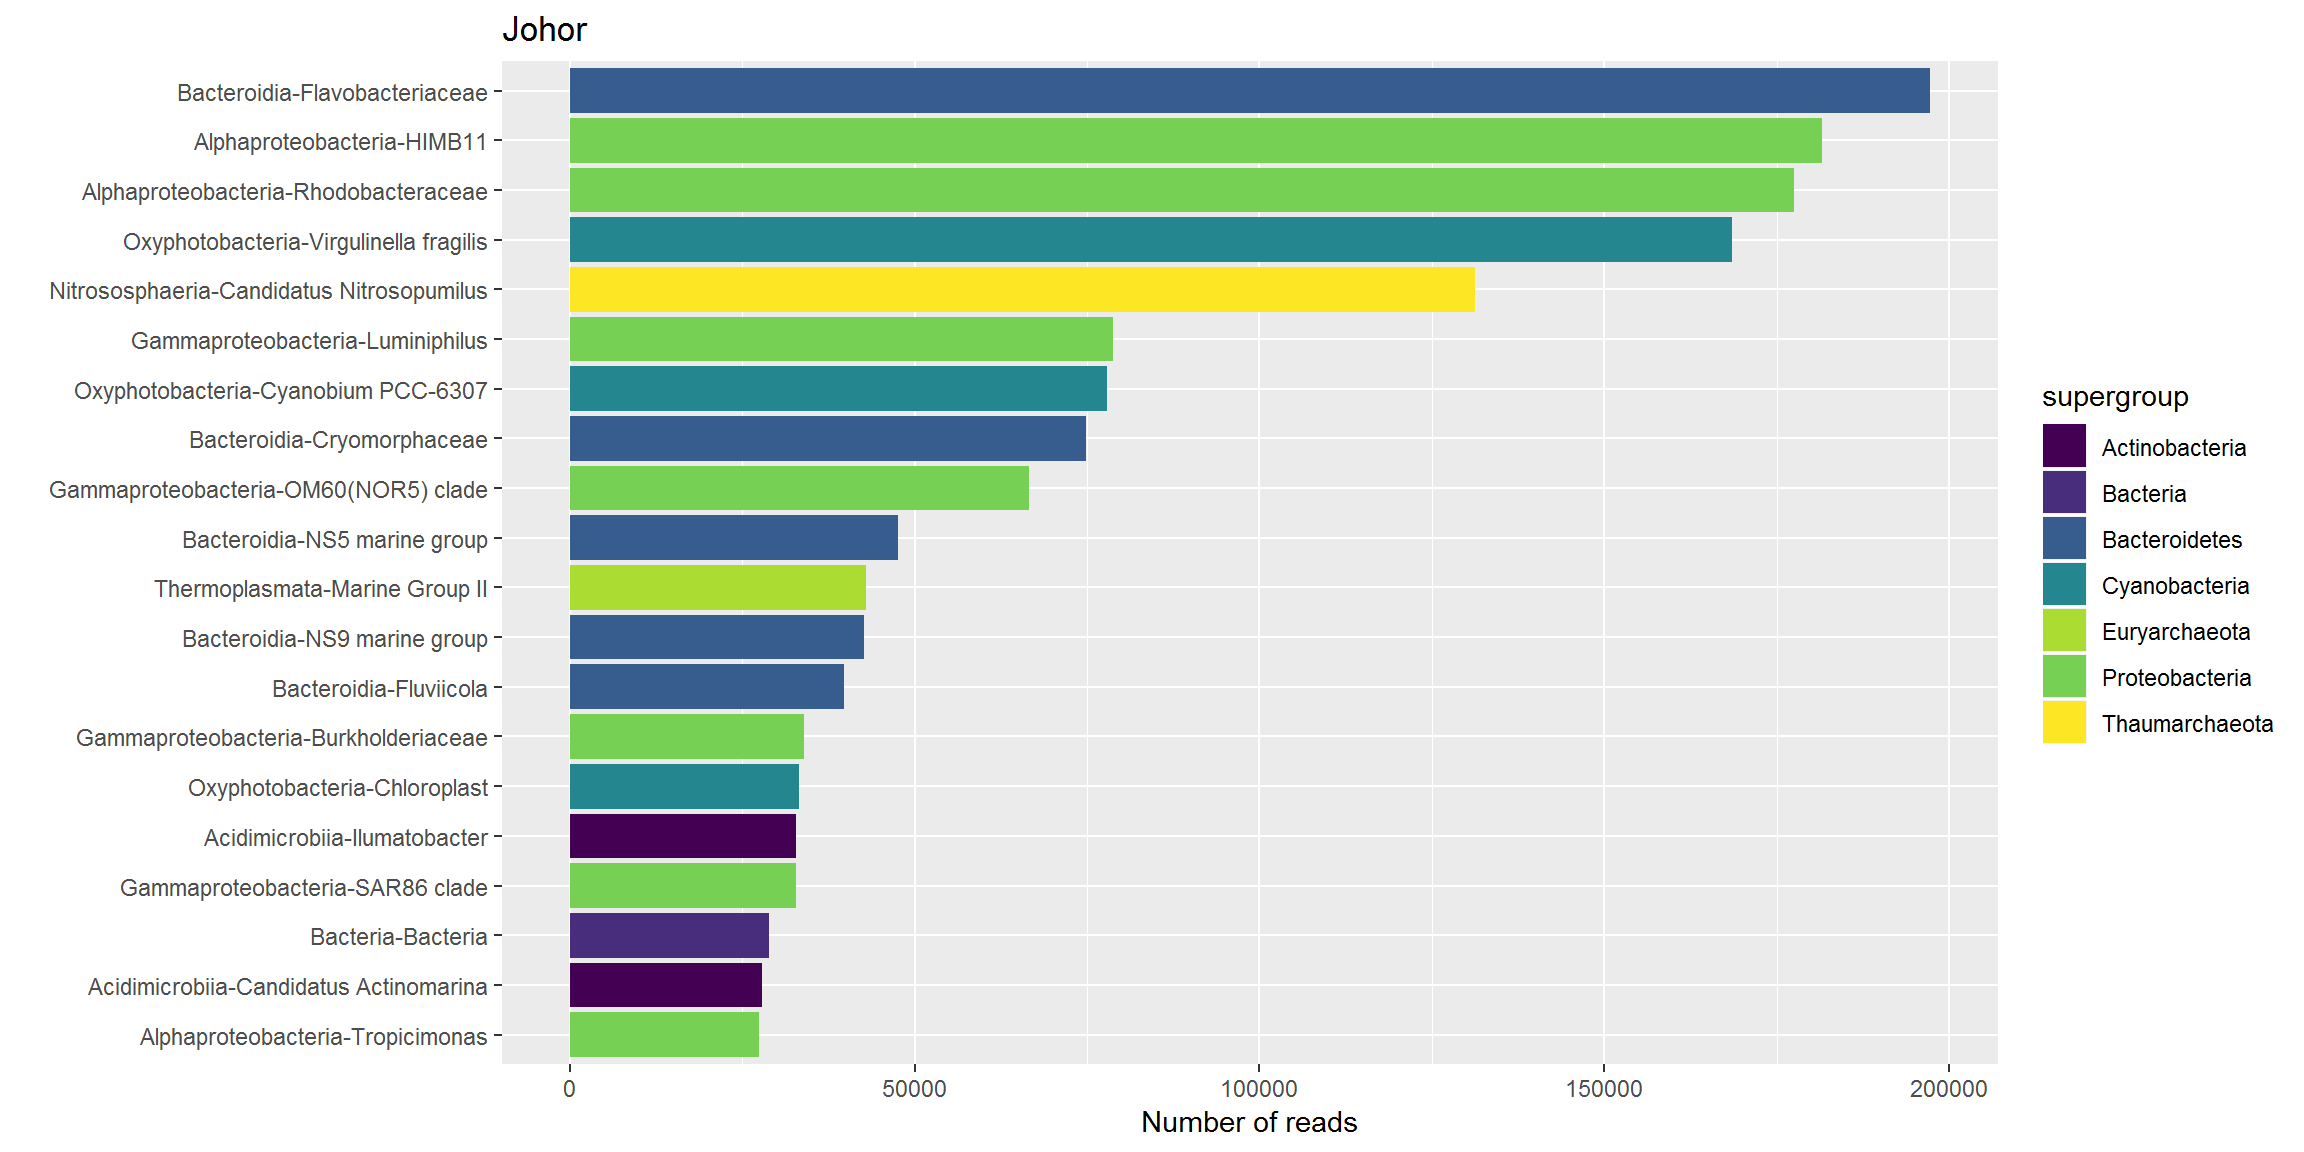 Johor
Bacteroidia-Flavobacteriaceae
Alphaproteobacteria-HIMB11
Alphaproteobacteria-Rhodobacteraceae
Oxyphotobacteria-Virgulinella fragilis
Nitrososphaeria-Candidatus Nitrosopumilus
Gammaproteobacteria-Luminiphilus
Oxyphotobacteria-Cyanobium PCC-6307
Bacteroidia-Cryomorphaceae
Gammaproteobacteria-OM60(NOR5) clade
Bacteroidia-NS5 marine group
Thermoplasmata-Marine Group II
Bacteroidia-NS9 marine group
Bacteroidia-Fluviicola
Gammaproteobacteria-Burkholderiaceae
Oxyphotobacteria-Chloroplast
Acidimicrobiia-Ilumatobacter
Gammaproteobacteria-SAR86 clade
Bacteria-Bacteria
Acidimicrobiia-Candidatus Actinomarina
Alphaproteobacteria-Tropicimonas
0 50000 100000 150000 200000
Number of reads
supergroup
Actinobacteria
Bacteria
Bacteroidetes
Cyanobacteria
Euryarchaeota
Proteobacteria
Thaumarchaeota